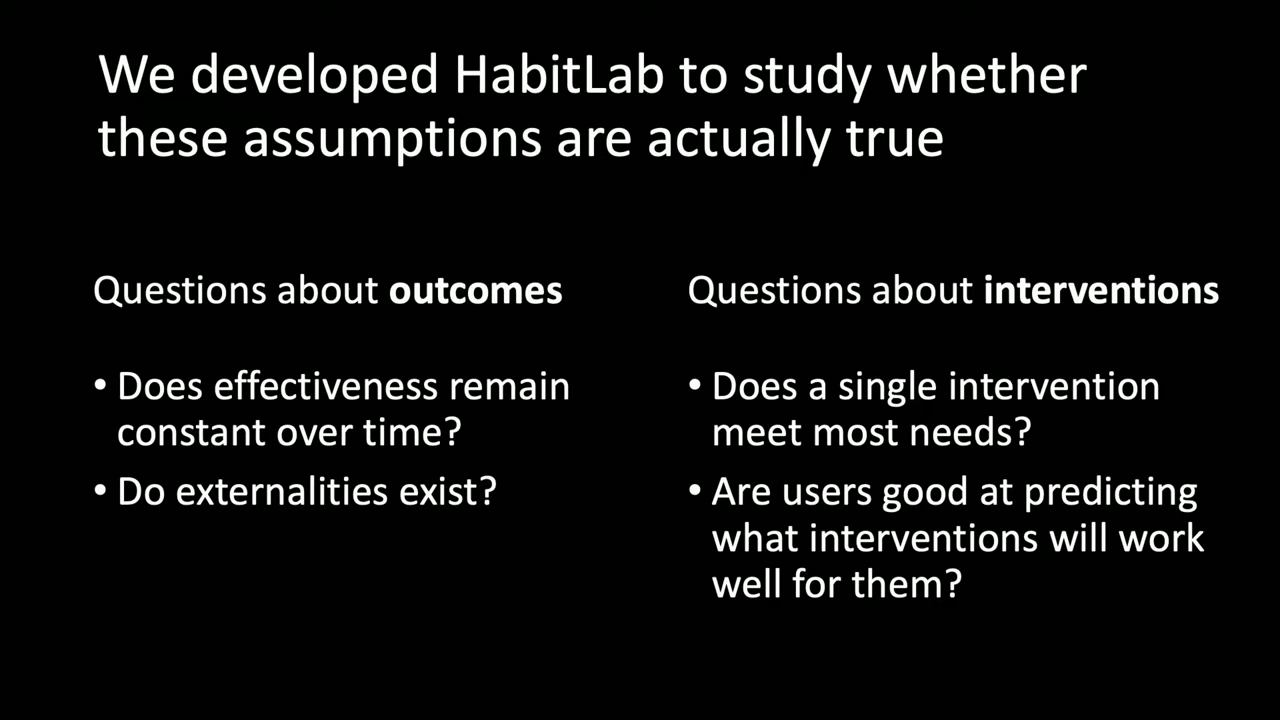 We developed HabitLab to study whether
these assumptions are actually true
Questions about outcomes
• Does effectiveness remain
constant over time?
• Do externalities exist?
Questions about interventions
• Does a single intervention
meet most needs?
• Are users good at predicting
what interventions will work
well for them?